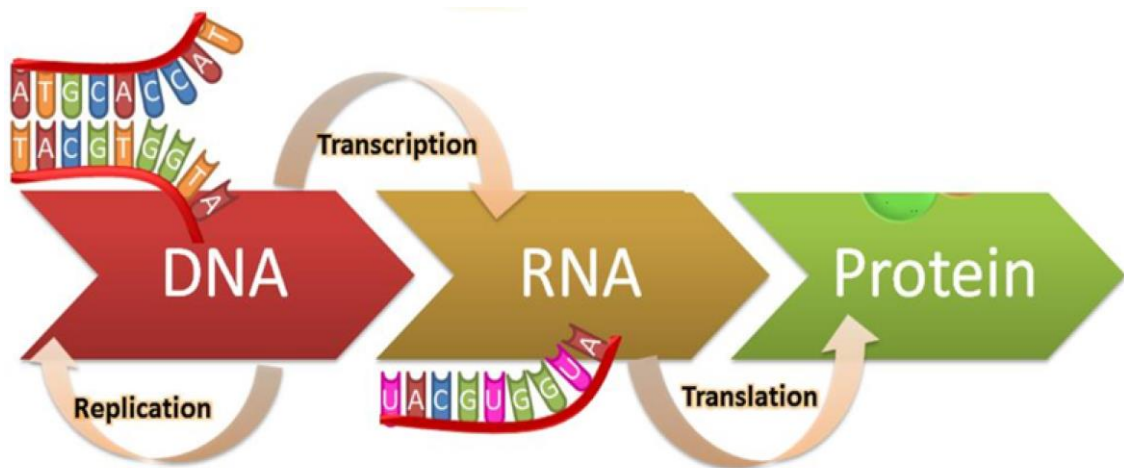 ATGCACCAT
TACGTGGTA
Transcription
DNA
RNA
Protein
Replication
UACGUGGUA
Translation